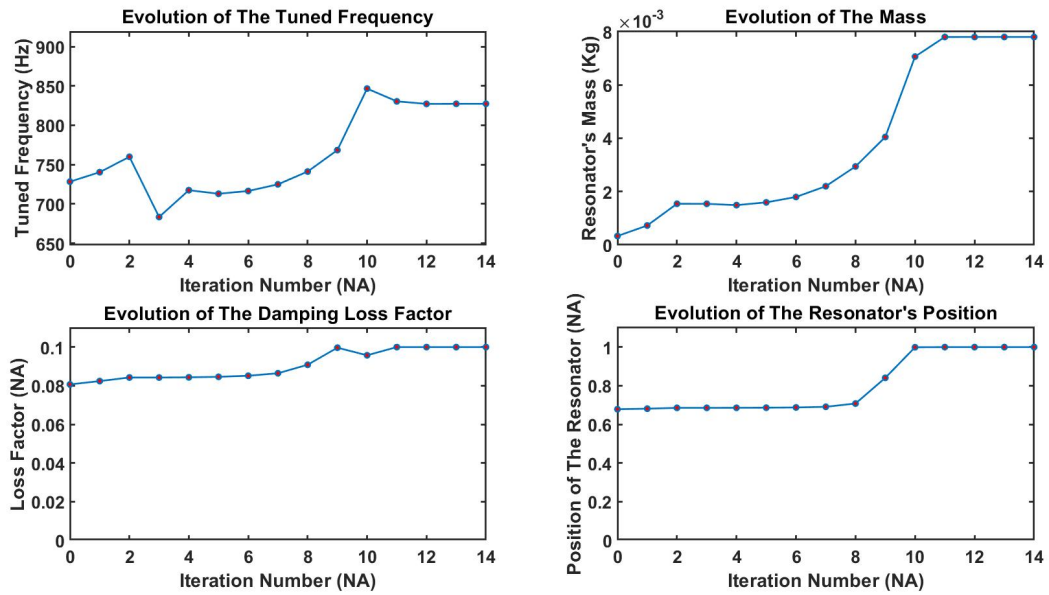 Evolution of The Tuned Frequency
Tuned Frequency (Hz)
900
850
800
750
700
650
0 2 4 6 8 10 12 14
Iteration Number (NA)
Evolution of The Mass
×10⁻³
Resonator's Mass (Kg)
8
6
4
2
0
0 2 4 6 8 10 12 14
Iteration Number (NA)
Evolution of The Damping Loss Factor
Loss Factor (NA)
0.1
0.08
0.06
0.04
0.02
0
0 2 4 6 8 10 12 14
Iteration Number (NA)
Evolution of The Resonator's Position
Position of The Resonator (NA)
1
0.8
0.6
0.4
0.2
0
0 2 4 6 8 10 12 14
Iteration Number (NA)